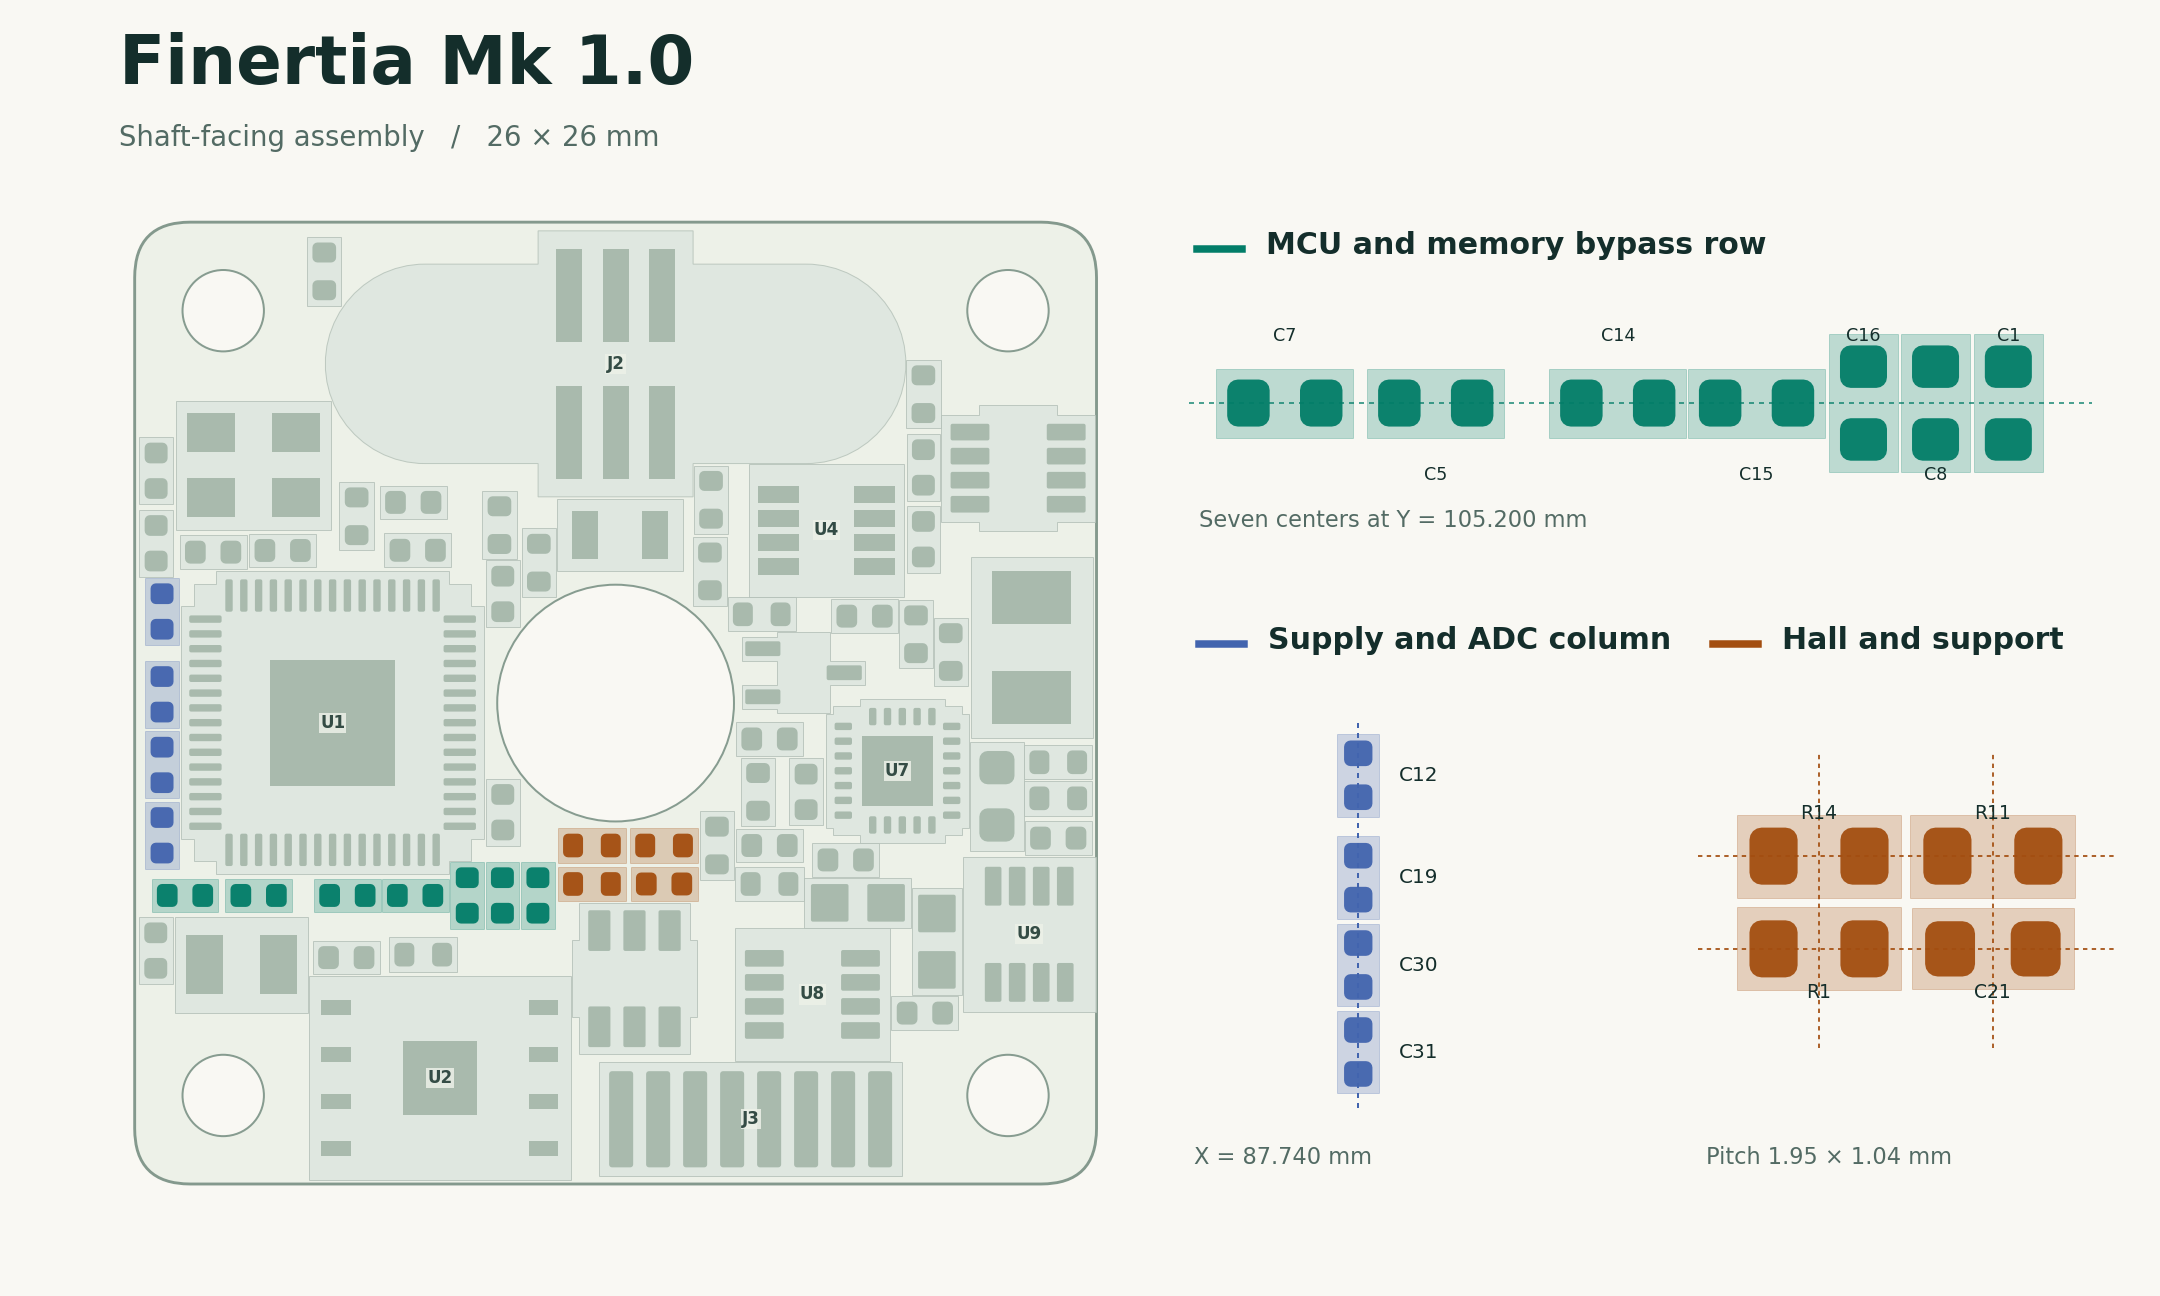 Finertia Mk 1.0
Shaft-facing assembly / 26 × 26 mm
J2
U4
U1
U7
U9
U8
U2
J3
MCU and memory bypass row
C7 C14 C16 C1
C5 C15 C8
Seven centers at Y = 105.200 mm
Supply and ADC column
C12
C19
C30
C31
X = 87.740 mm
Hall and support
R14 R11
R1 C21
Pitch 1.95 × 1.04 mm